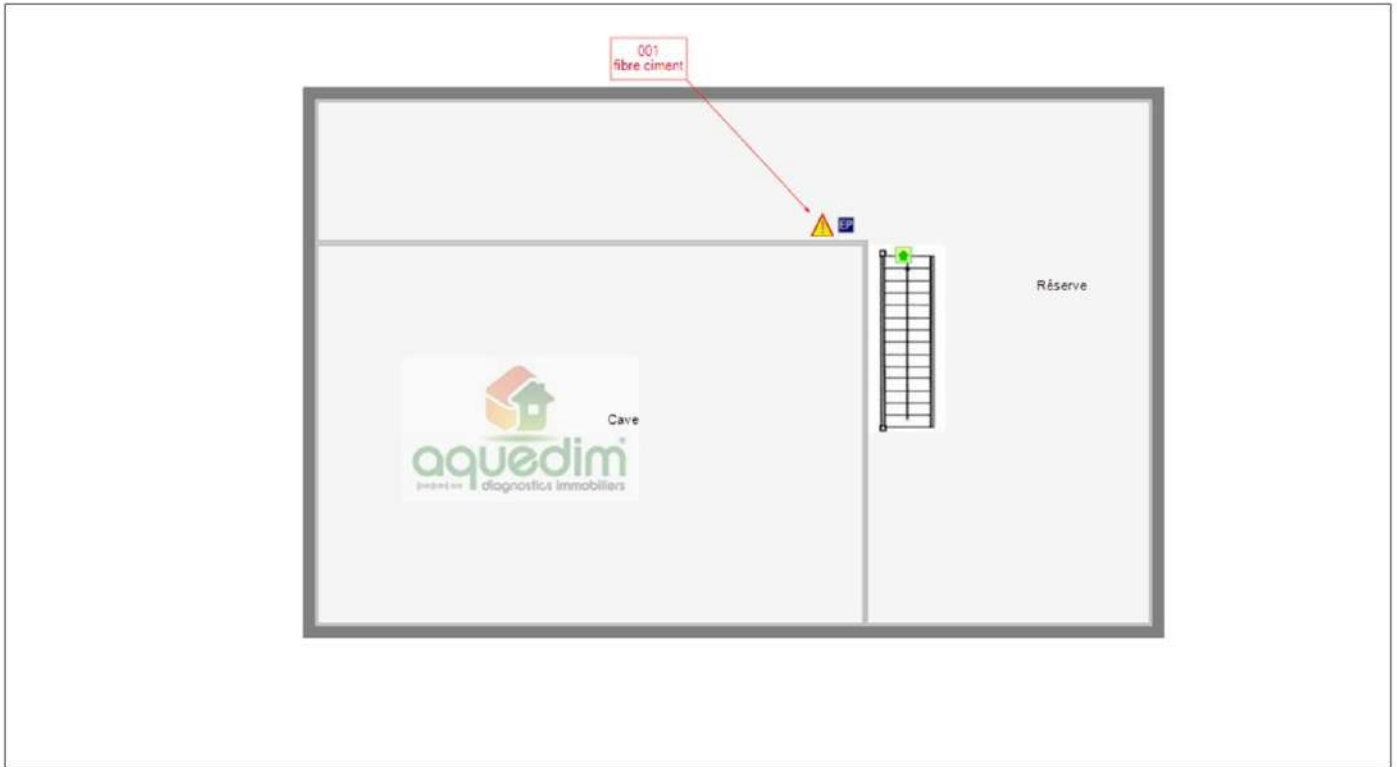 001
fibre ciment
EP
Réserve
Cave
aquedim
diagnostics immobiliers